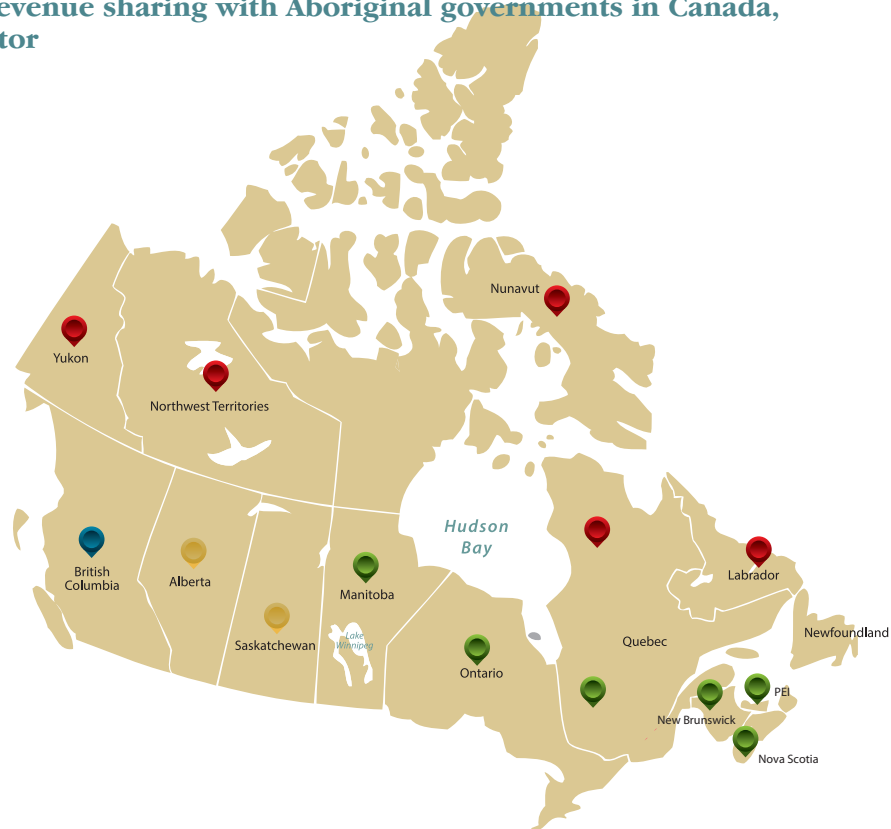 evenue sharing with Aboriginal governments in Canada,
tor
Nunavut
Yukon
Northwest Territories
Hudson
Bay
British
Columbia
Alberta
Manitoba
Labrador
Saskatchewan
Lake
Winnipeg
Quebec
Newfoundland
Ontario
PEI
New Brunswick
Nova Scotia